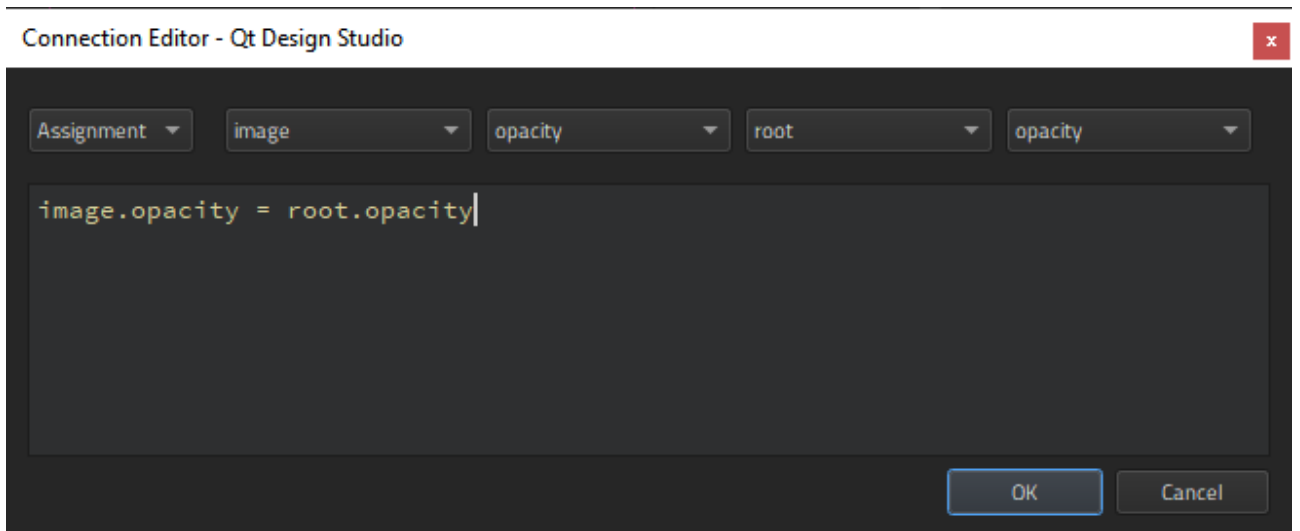 Connection Editor - Qt Design Studio
x
Assignment image opacity root opacity
image.opacity = root.opacity
OK Cancel